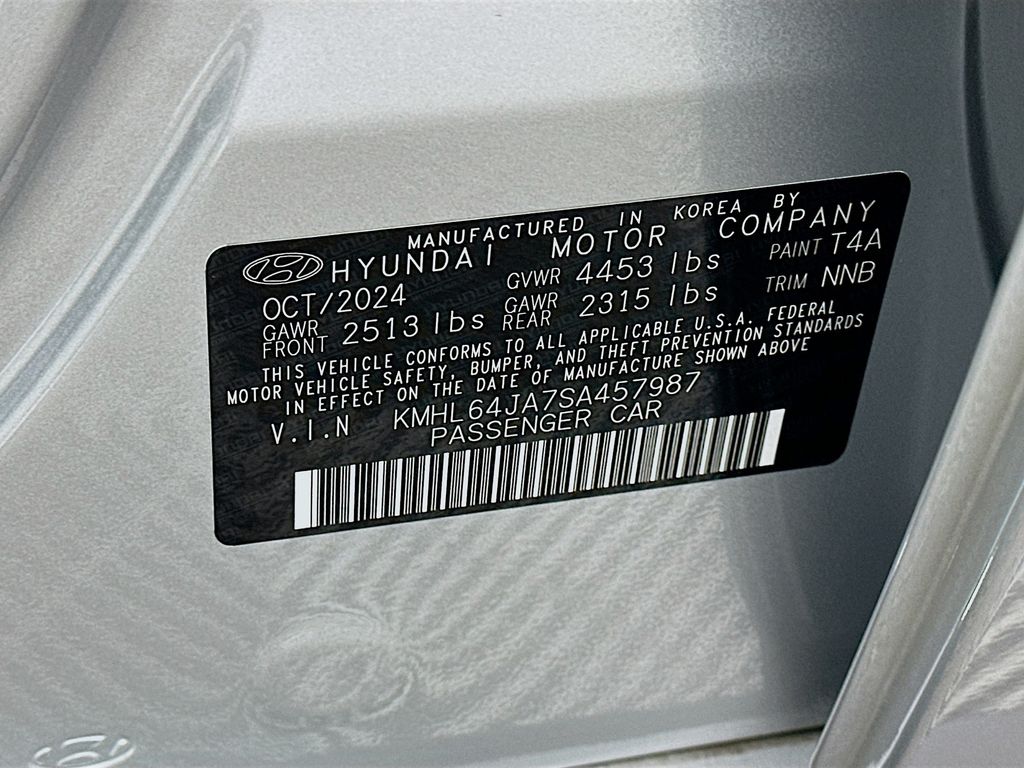 MANUFACTURED IN KOREA BY
HYUNDAI MOTOR COMPANY
OCT/2024 GVWR 4453 lbs PAINT T4A
GAWR FRONT 2513 lbs GAWR REAR 2315 lbs TRIM NNB
THIS VEHICLE CONFORMS TO ALL APPLICABLE U.S.A. FEDERAL
MOTOR VEHICLE SAFETY, BUMPER, AND THEFT PREVENTION STANDARDS
IN EFFECT ON THE DATE OF MANUFACTURE SHOWN ABOVE
V.I.N KMHL64JA7SA457987
PASSENGER CAR